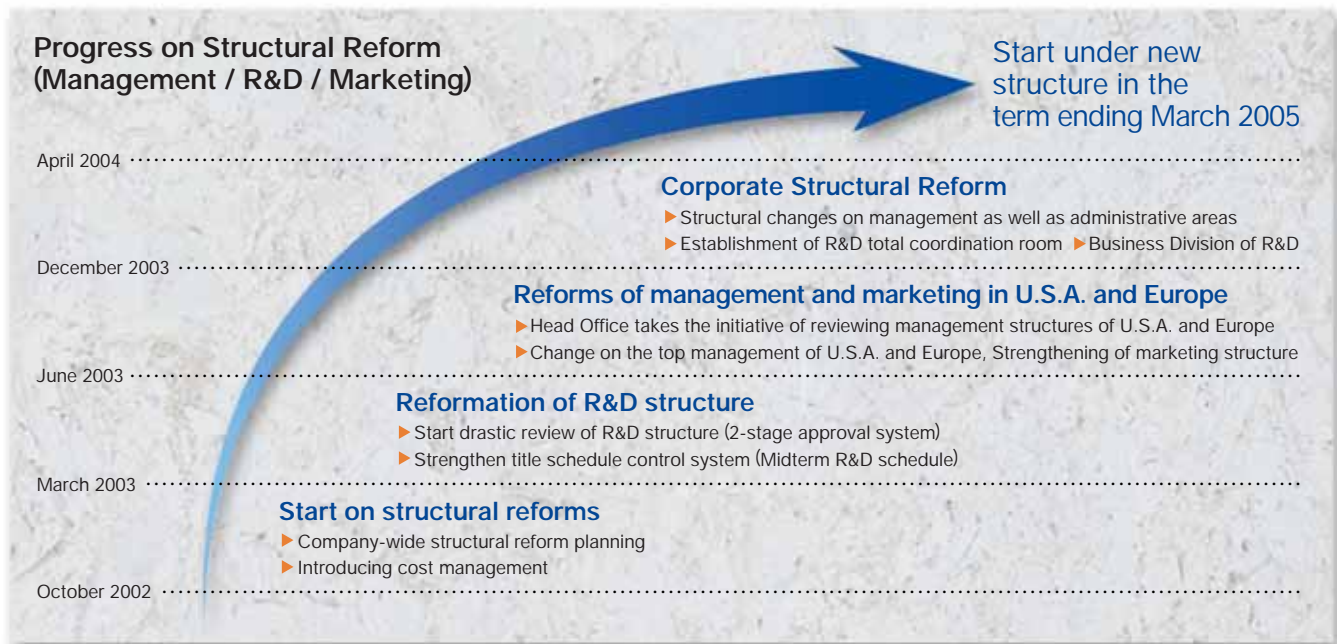 Progress on Structural Reform
(Management / R&D / Marketing)
Start under new
structure in the
term ending March 2005
April 2004
Corporate Structural Reform
Structural changes on management as well as administrative areas
Establishment of R&D total coordination room Business Division of R&D
December 2003
Reforms of management and marketing in U.S.A. and Europe
Head Office takes the initiative of reviewing management structures of U.S.A. and Europe
Change on the top management of U.S.A. and Europe, Strengthening of marketing structure
June 2003
Reformation of R&D structure
Start drastic review of R&D structure (2-stage approval system)
Strengthen title schedule control system (Midterm R&D schedule)
March 2003
Start on structural reforms
Company-wide structural reform planning
Introducing cost management
October 2002